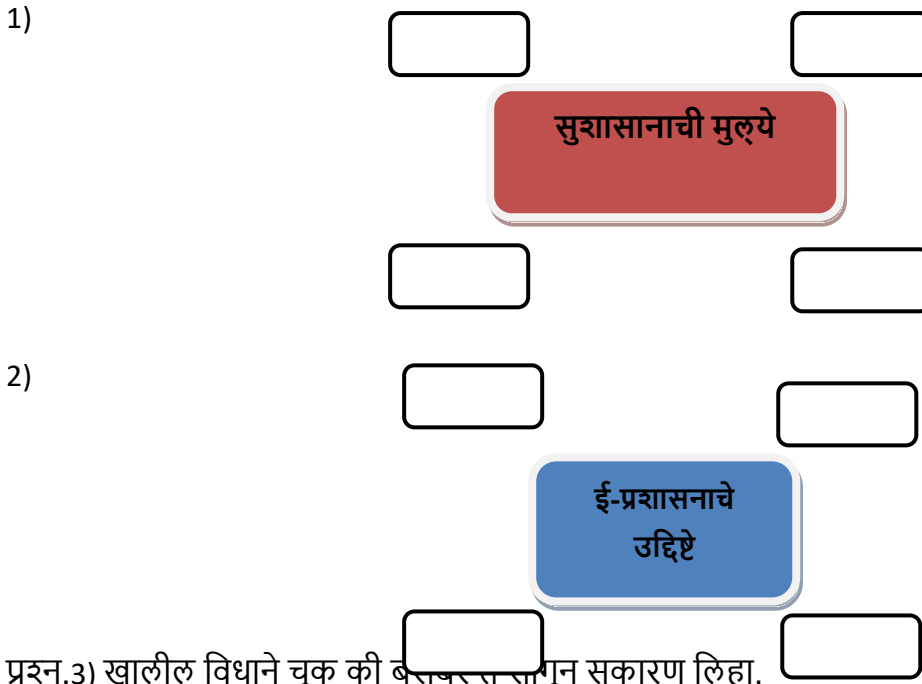 1)
सुशासानाची मुल्ये
2)
ई-प्रशासनाचे
उद्दिष्टे
प्रश्न.3) खालील विधाने चूक की सकारण लिहा.